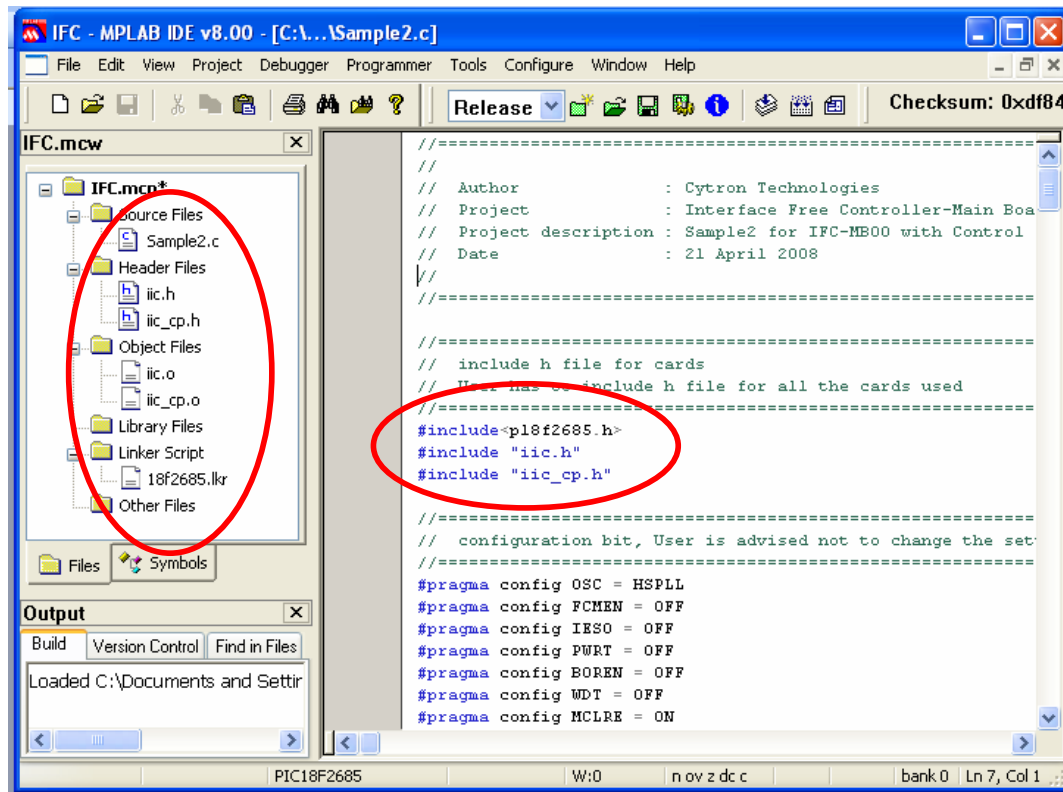 IFC - MPLAB IDE v8.00 - [C:\...\Sample2.c]
File Edit View Project Debugger Programmer Tools Configure Window Help
Release
Checksum: 0xdf84
IFC.mcw
IFC.mcp*
Source Files
Sample2.c
Header Files
iic.h
iic_cp.h
Object Files
iic.o
iic_cp.o
Library Files
Linker Script
18f2685.lkr
Other Files
Files Symbols
Output
Build Version Control Find in Files
Loaded C:\Documents and Settir
//==========================================================
//
// Author : Cytron Technologies
// Project : Interface Free Controller-Main Boa
// Project description : Sample2 for IFC-MB00 with Control
// Date : 21 April 2008
//
//==========================================================
//==========================================================
// include h file for cards
// User has to include h file for all the cards used
//==========================================================
#include<p18f2685.h>
#include "iic.h"
#include "iic_cp.h"
//==========================================================
// configuration bit, User is advised not to change the set
//==========================================================
#pragma config OSC = HSPLL
#pragma config FCMEN = OFF
#pragma config IESO = OFF
#pragma config PWRT = OFF
#pragma config BOREN = OFF
#pragma config WDT = OFF
#pragma config MCLRE = ON
PIC18F2685 W:0 n ov z dc c bank 0 Ln 7, Col 1